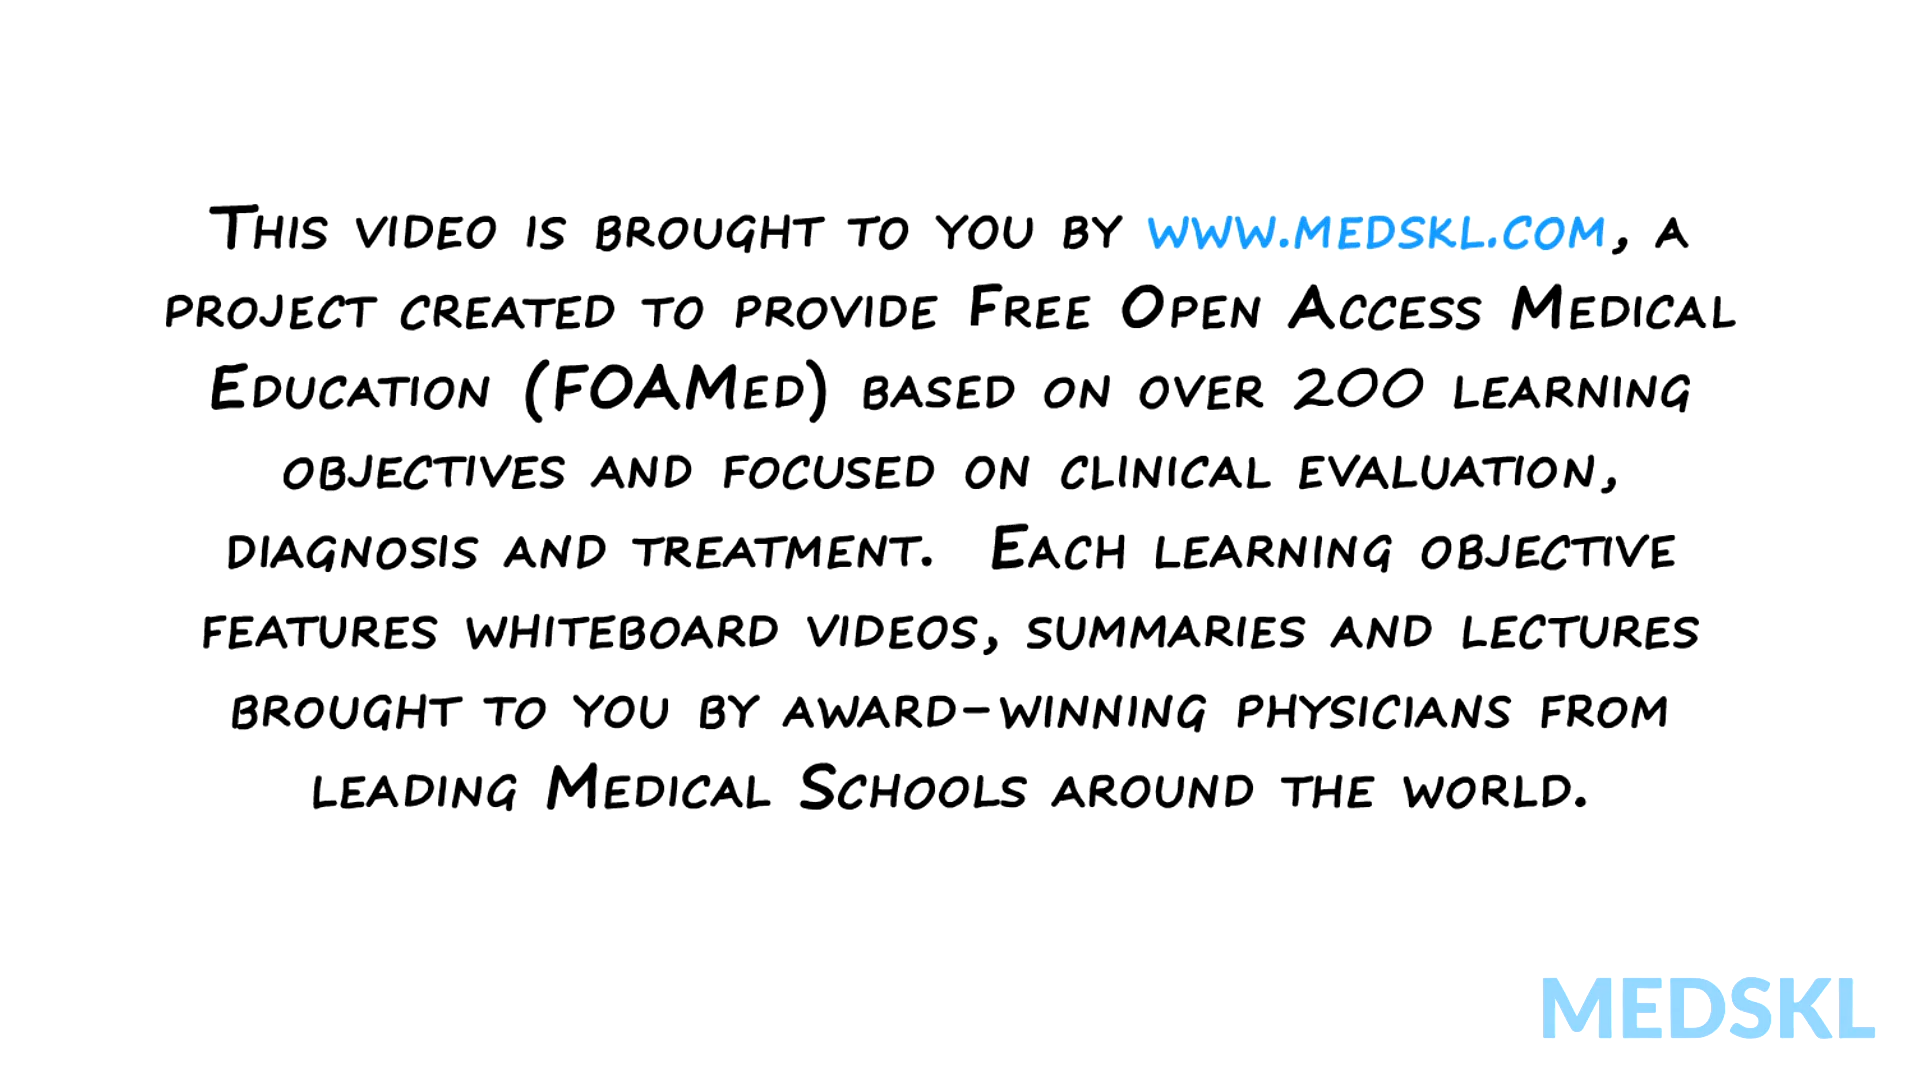 This video is brought to you by www.medskl.com, a
project created to provide Free Open Access Medical
Education (FOAMed) based on over 200 learning
objectives and focused on clinical evaluation,
diagnosis and treatment.  Each learning objective
features whiteboard videos, summaries and lectures
brought to you by award-winning physicians from
leading Medical Schools around the world.
MEDSKL